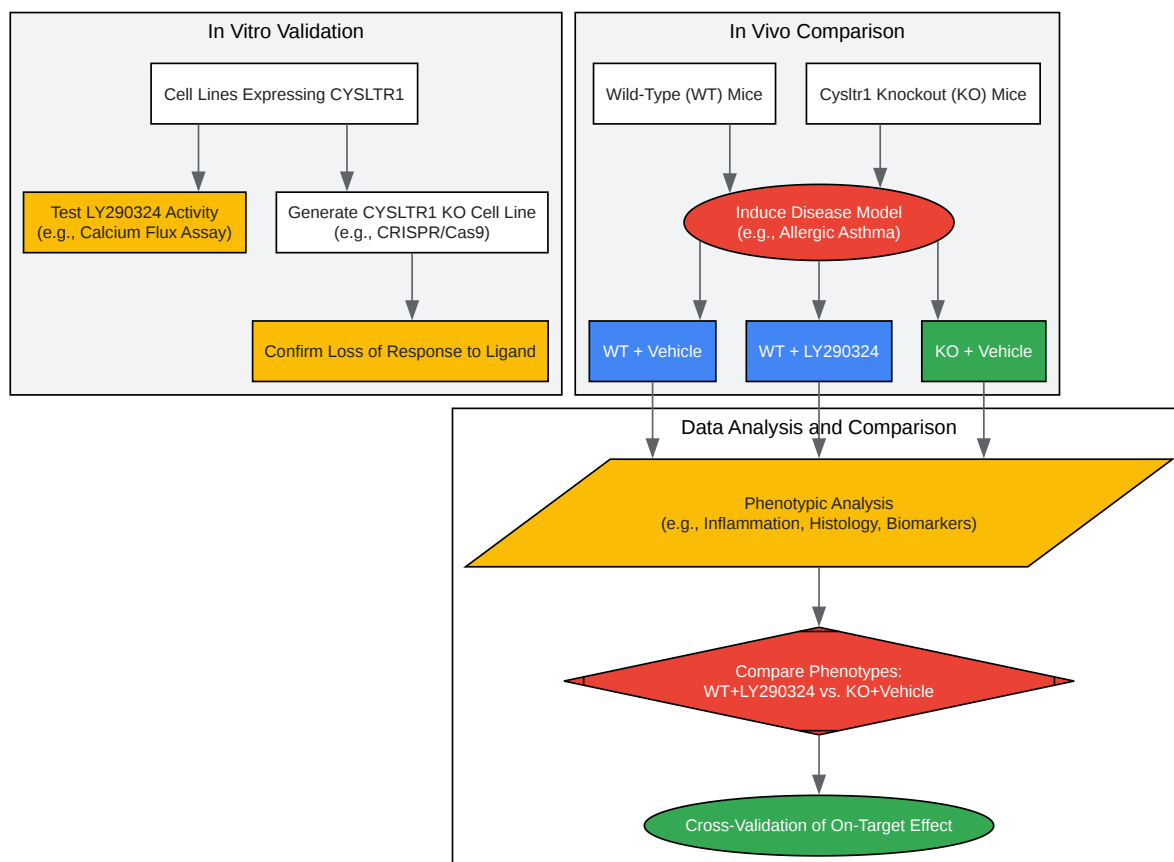 In Vitro Validation
Cell Lines Expressing CYSLTR1
Test LY290324 Activity
(e.g., Calcium Flux Assay)
Generate CYSLTR1 KO Cell Line
(e.g., CRISPR/Cas9)
Confirm Loss of Response to Ligand
In Vivo Comparison
Wild-Type (WT) Mice
Cysltr1 Knockout (KO) Mice
Induce Disease Model
(e.g., Allergic Asthma)
WT + Vehicle
WT + LY290324
KO + Vehicle
Data Analysis and Comparison
Phenotypic Analysis
(e.g., Inflammation, Histology, Biomarkers)
Compare Phenotypes:
WT+LY290324 vs. KO+Vehicle
Cross-Validation of On-Target Effect